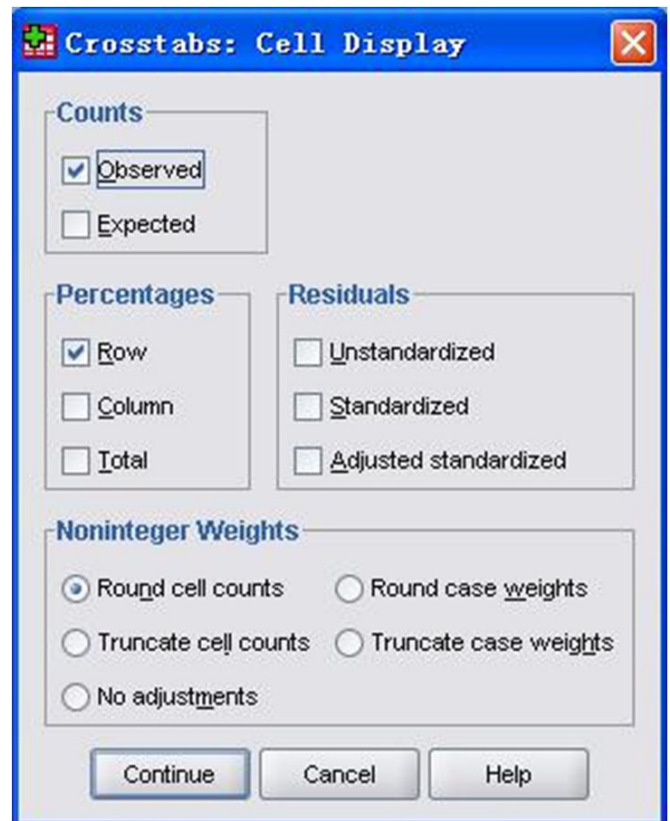 Crosstabs: Cell Display
Counts
Observed
Expected
Percentages
Row
Column
Total
Residuals
Unstandardized
Standardized
Adjusted standardized
Noninteger Weights
Round cell counts
Round case weights
Truncate cell counts
Truncate case weights
No adjustments
Continue
Cancel
Help